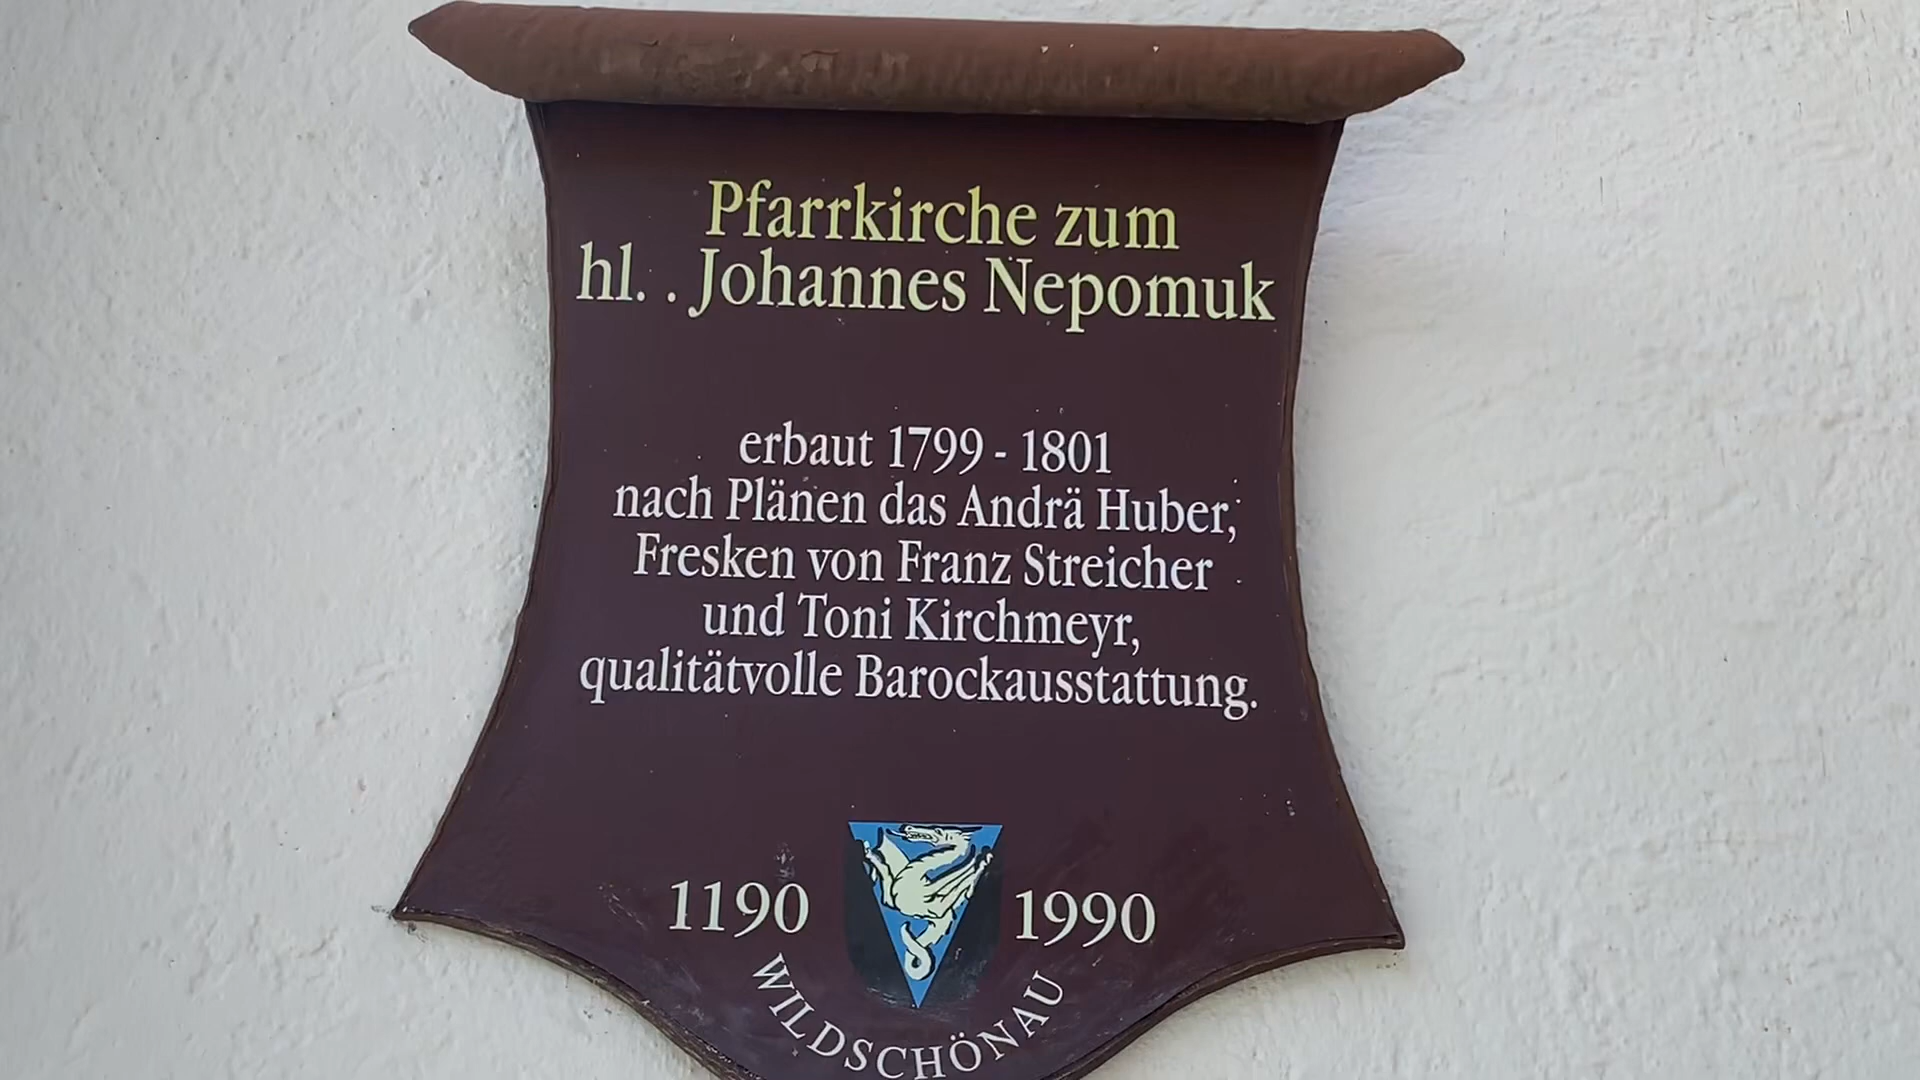 Pfarrkirche zum
hl. . Johannes Nepomuk
erbaut 1799 - 1801
nach Plänen das Andrä Huber,
Fresken von Franz Streicher
und Toni Kirchmeyr,
qualitätvolle Barockausstattung.
1190 1990
WILDSCHÖNAU